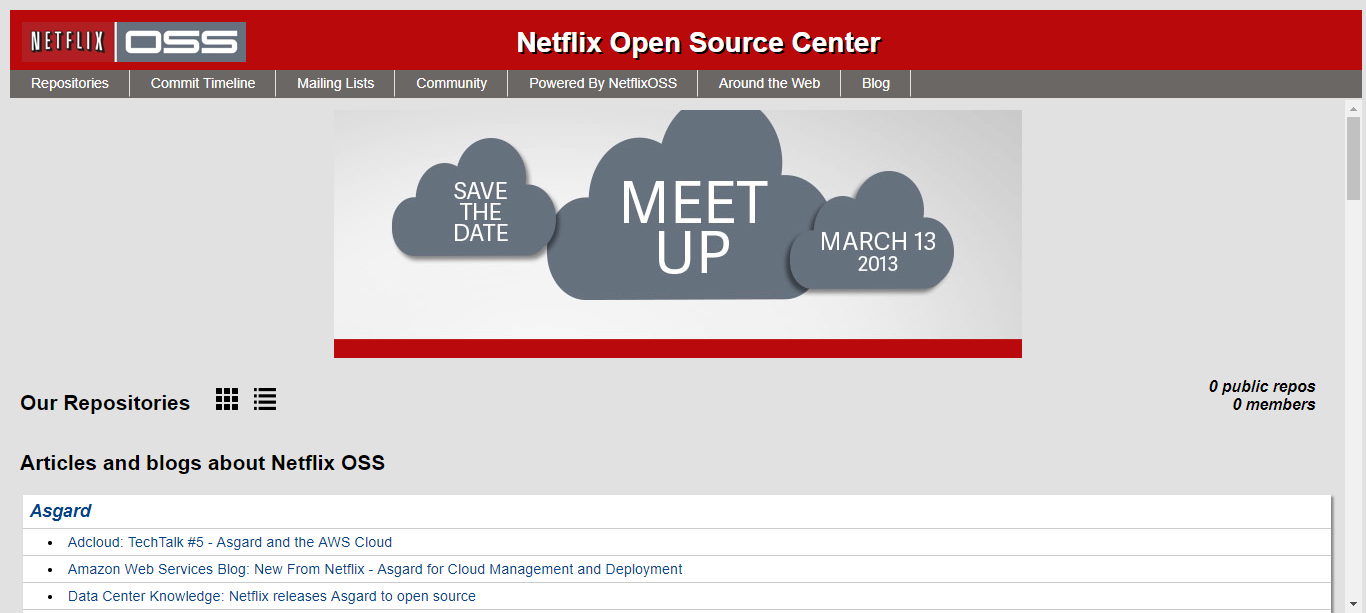 NETFLIX OSS
Netflix Open Source Center
Repositories
Commit Timeline
Mailing Lists
Community
Powered By NetflixOSS
Around the Web
Blog
SAVE
THE
DATE
MEET
UP
MARCH 13
2013
Our Repositories
0 public repos
0 members
Articles and blogs about Netflix OSS
Asgard
Adcloud: TechTalk #5 - Asgard and the AWS Cloud
Amazon Web Services Blog: New From Netflix - Asgard for Cloud Management and Deployment
Data Center Knowledge: Netflix releases Asgard to open source